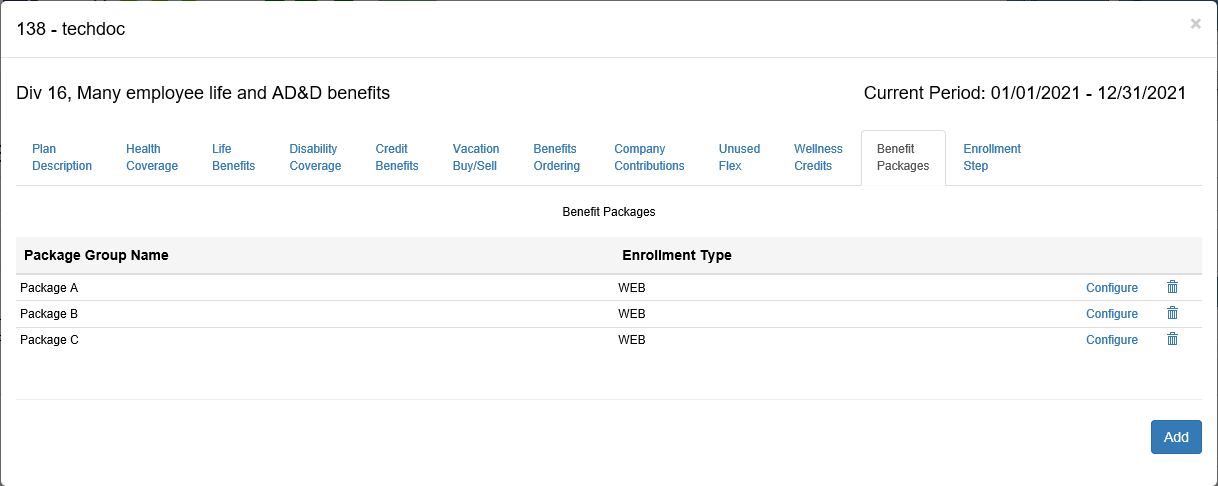 138 - techdoc ×
Div 16, Many employee life and AD&D benefits Current Period: 01/01/2021 - 12/31/2021
Plan Description
Health Coverage
Life Benefits
Disability Coverage
Credit Benefits
Vacation Buy/Sell
Benefits Ordering
Company Contributions
Unused Flex
Wellness Credits
Benefit Packages
Enrollment Step
Benefit Packages
Package Group Name Enrollment Type
Package A WEB Configure
Package B WEB Configure
Package C WEB Configure
Add